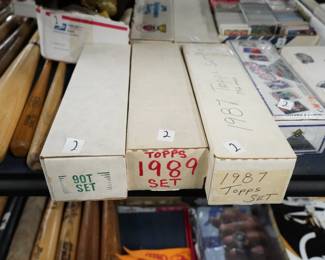 2
90T
SET
2
TOPPS
1989
SET
1987 Topps Set
2
1987
Topps
SET